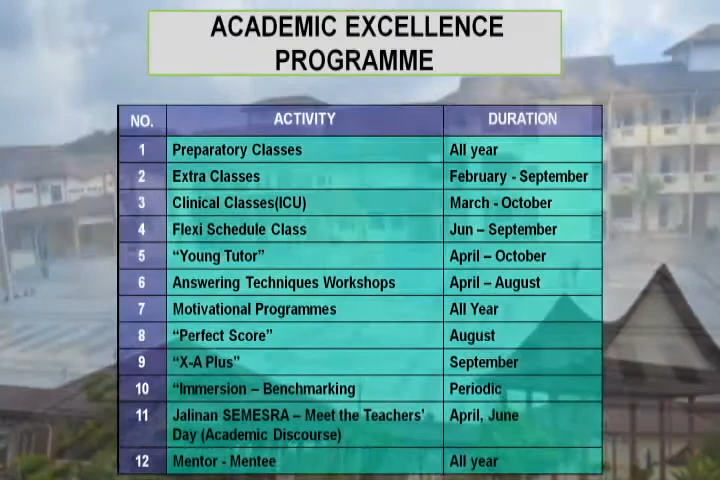 ACADEMIC EXCELLENCE
PROGRAMME
NO. ACTIVITY DURATION
1 Preparatory Classes All year
2 Extra Classes February - September
3 Clinical Classes(ICU) March - October
4 Flexi Schedule Class Jun – September
5 “Young Tutor” April – October
6 Answering Techniques Workshops April – August
7 Motivational Programmes All Year
8 “Perfect Score” August
9 “X-A Plus” September
10 “Immersion – Benchmarking Periodic
11 Jalinan SEMESRA – Meet the Teachers’ April, June
Day (Academic Discourse)
12 Mentor - Mentee All year